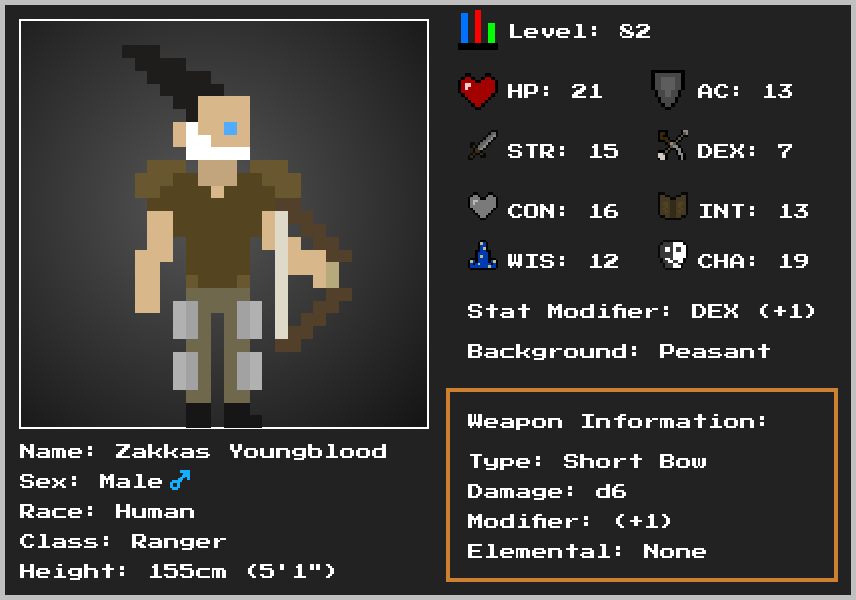 Level: 82
HP: 21 AC: 13
STR: 15 DEX: 7
CON: 16 INT: 13
WIS: 12 CHA: 19
Stat Modifier: DEX (+1)
Background: Peasant
Weapon Information:
Type: Short Bow
Damage: d6
Modifier: (+1)
Elemental: None
Name: Zakkas Youngblood
Sex: Male♂
Race: Human
Class: Ranger
Height: 155cm (5'1")